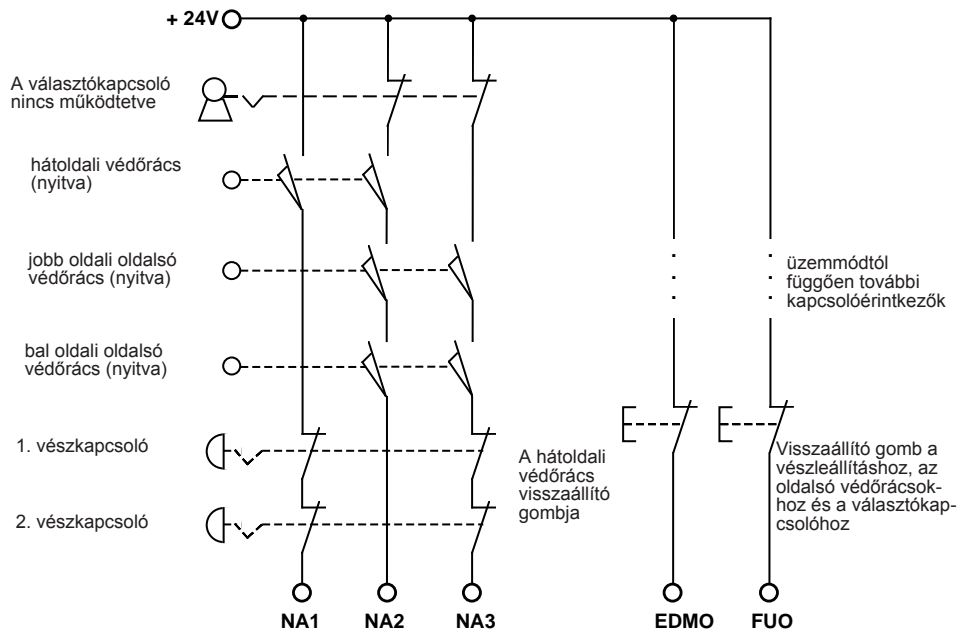 + 24V
A választókapcsoló
nincs működtetve
hátoldali védőrács
(nyitva)
jobb oldali oldalsó
védőrács (nyitva)
üzemmódtól
függően további
kapcsolóérintkezők
bal oldali oldalsó
védőrács (nyitva)
1. vészkapcsoló
2. vészkapcsoló
A hátoldali
védőrács
visszaállító
gombja
Visszaállító gomb a
vészleállításhoz, az
oldalsó védőrácsok-
hoz és a választókap-
csolóhoz
NA1 NA2 NA3 EDMO FUO